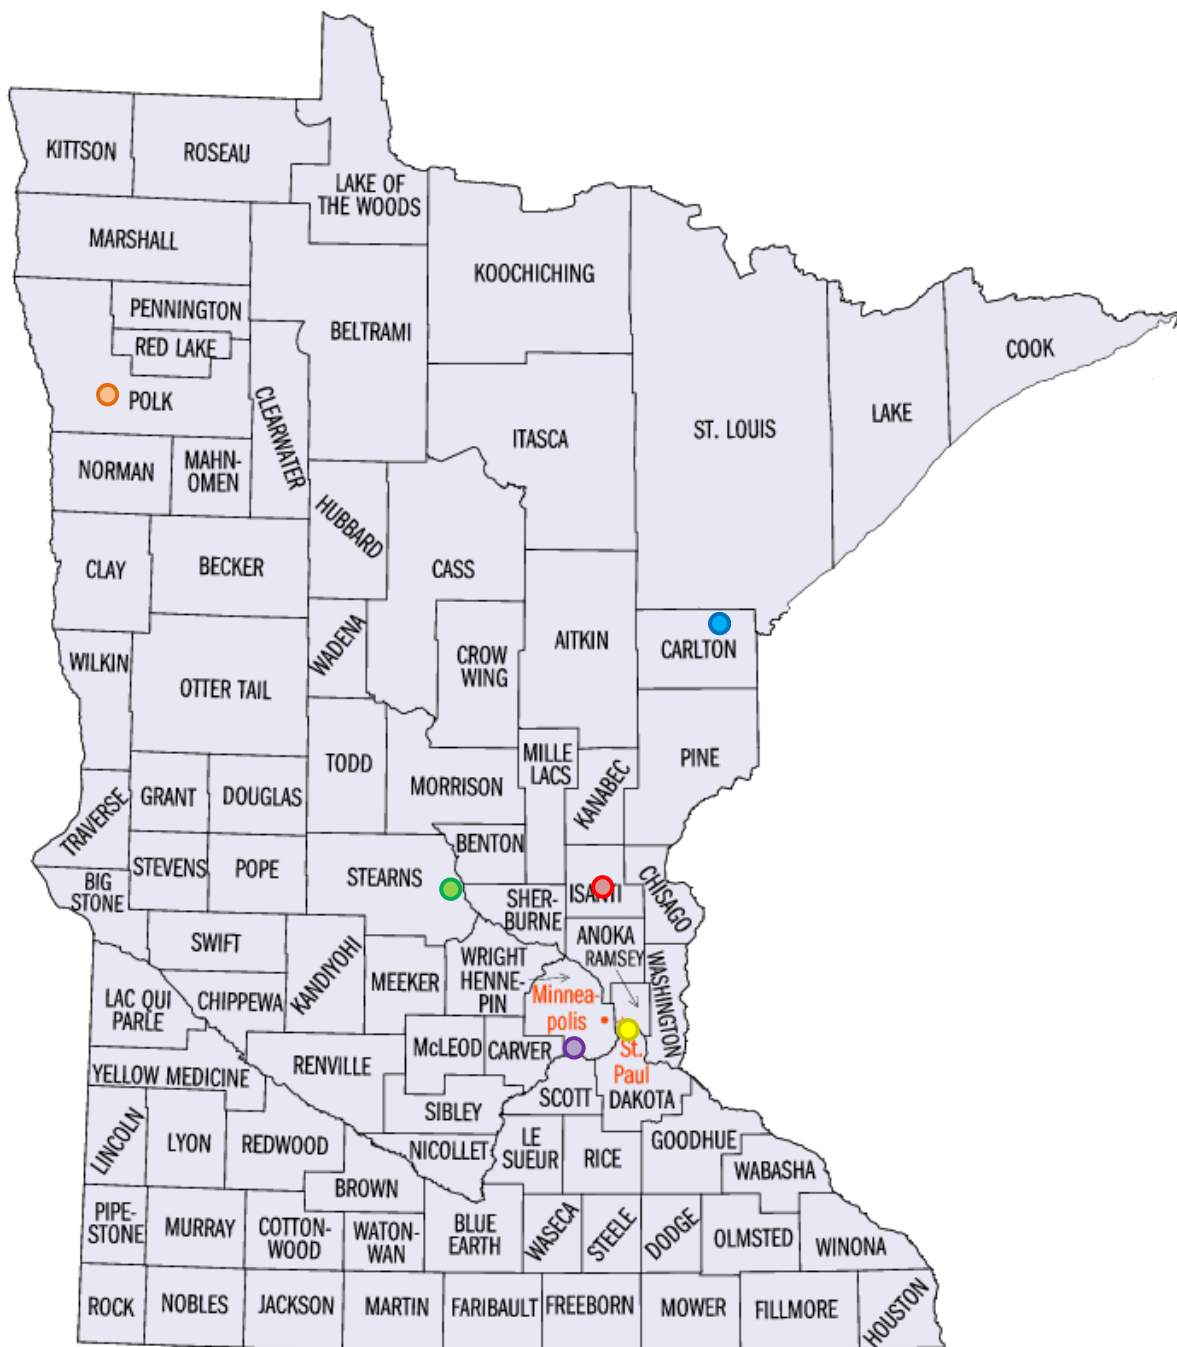 KITTSON
ROSEAU
LAKE OF
THE WOODS
MARSHALL
KOOCHICHING
PENNINGTON
RED LAKE
BELTRAMI
POLK
CLEARWATER
ITASCA
ST. LOUIS
LAKE
COOK
NORMAN
MAHN-
OMEN
HUBBARD
CLAY
BECKER
CASS
WADENA
AITKIN
CARLTON
WILKIN
OTTER TAIL
CROW
WING
TODD
MILLE
LACS
PINE
KANABEC
MORRISON
TRAVERSE
GRANT
DOUGLAS
BENTON
STEVENS
POPE
STEARNS
BIG
STONE
SHER-
BURNE
ISANTI
CHISAGO
SWIFT
KANDIYOHI
ANOKA
RAMSEY
WRIGHT
HENNE-
PIN
MEEKER
WASHINGTON
LAC QUI
PARLE
CHIPPEWA
Minnea-
polis
McLEOD
CARVER
St.
Paul
RENVILLE
YELLOW MEDICINE
SCOTT
DAKOTA
SIBLEY
LINCOLN
LYON
REDWOOD
NICOLLET
LE
SUEUR
RICE
GOODHUE
WABASHA
BROWN
PIPE-
STONE
MURRAY
COTTON-
WOOD
WATON-
WAN
BLUE
EARTH
WASECA
STEELE
DODGE
OLMSTED
WINONA
ROCK
NOBLES
JACKSON
MARTIN
FARIBAULT
FREEBORN
MOWER
FILLMORE
HOUSTON